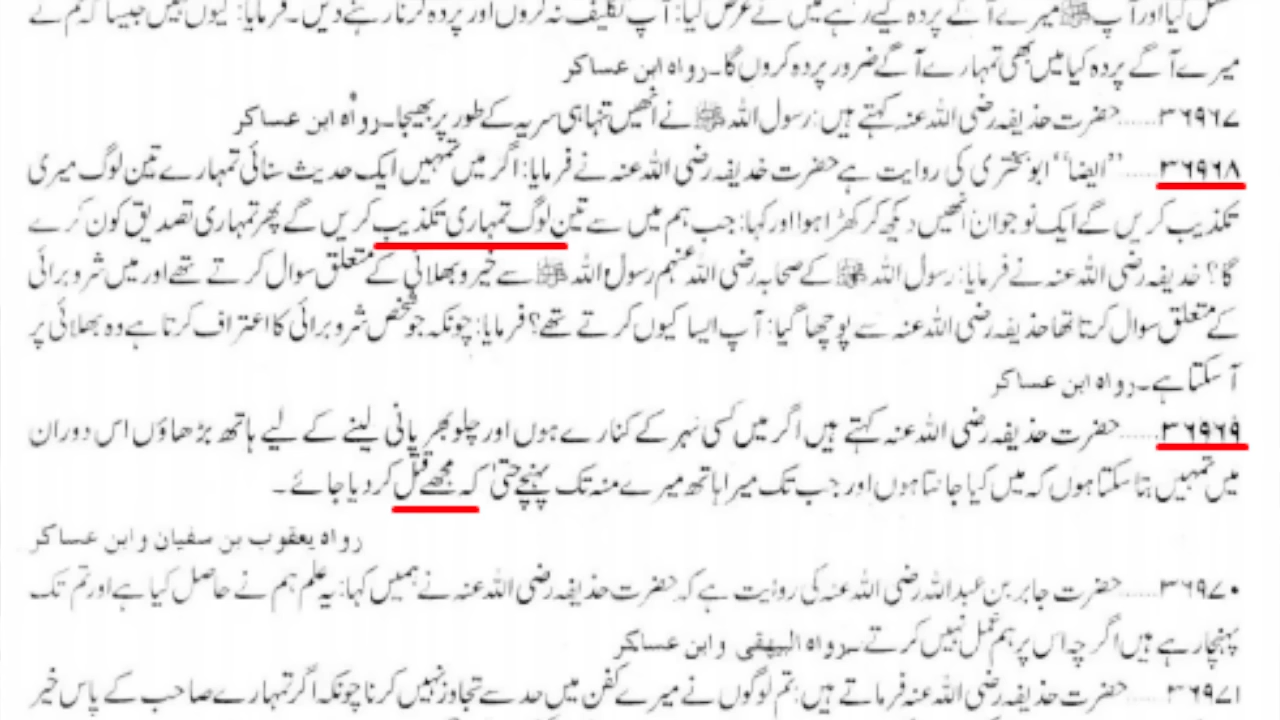 غسل کیا اور آپ ﷺ میرے آگے پردہ کیے رہے میں نے عرض کیا: آپ تکلیف نہ کروں اور پردہ کرنا رہنے دیں۔ فرمایا: کیوں نہیں جیسا کہ تم نے
میرے آگے پردہ کیا میں بھی تمہارے آگے ضرور پردہ کروں گا۔ رواہ ابن عساکر
۳۶۹۶۷...... حضرت حذیفہ رضی اللہ عنہ کہتے ہیں: رسول اللہ ﷺ نے انھیں تنہا ہی سریہ کے طور پر بھیجا۔ رواہ ابن عساکر
۳۶۹۶۸...... ”ایضا“ ابوبختری کی روایت ہے حضرت خدیفہ رضی اللہ عنہ نے فرمایا: اگر میں تمہیں ایک حدیث سنائی تمہارے تین لوگ میری
تکذیب کریں گے ایک نوجوان انھیں دیکھ کر کھڑا ہوا اور کہا: جب ہم میں سے تین لوگ تمہاری تکذیب کریں گے پھر تمہاری تصدیق کون کرے
گا؟ خدیفہ رضی اللہ عنہ نے فرمایا: رسول اللہ ﷺ کے صحابہ رضی اللہ عنہم رسول اللہ ﷺ سے خیر و بھلائی کے متعلق سوال کرتے تھے اور میں شر و برائی
کے متعلق سوال کرتا تھا حذیفہ رضی اللہ عنہ سے پوچھا گیا: آپ ایسا کیوں کرتے تھے؟ فرمایا: چونکہ جو شخص شر و برائی کا اعتراف کرتا ہے وہ بھلائی پر
آ سکتا ہے۔ رواہ ابن عساکر
۳۶۹۶۹...... حضرت حذیفہ رضی اللہ عنہ کہتے ہیں اگر میں کسی نہر کے کنارے ہوں اور چلو بھر پانی لینے کے لیے ہاتھ بڑھاؤں اس دوران
میں تمہیں بتا سکتا ہوں کہ میں کیا جانتا ہوں اور جب تک میرا ہاتھ میرے منہ تک پہنچے حتیٰ کہ مجھے قتل کر دیا جائے۔
رواہ یعقوب بن سفیان و ابن عساکر
۳۶۹۷۰...... حضرت جابر بن عبداللہ رضی اللہ عنہ کی روایت ہے کہ حضرت حذیفہ رضی اللہ عنہ نے ہمیں کہا: یہ علم ہم نے حاصل کیا ہے اور تم تک
پہنچا رہے ہیں اگرچہ اس پر ہم عمل نہیں کرتے۔ رواہ البیهقی و ابن عساکر
۳۶۹۷۱...... حضرت حذیفہ رضی اللہ عنہ فرماتے ہیں: تم لوگوں نے میرے کفن میں حد سے تجاوز نہیں کرنا چونکہ اگر تمہارے صاحب کے پاس خیر